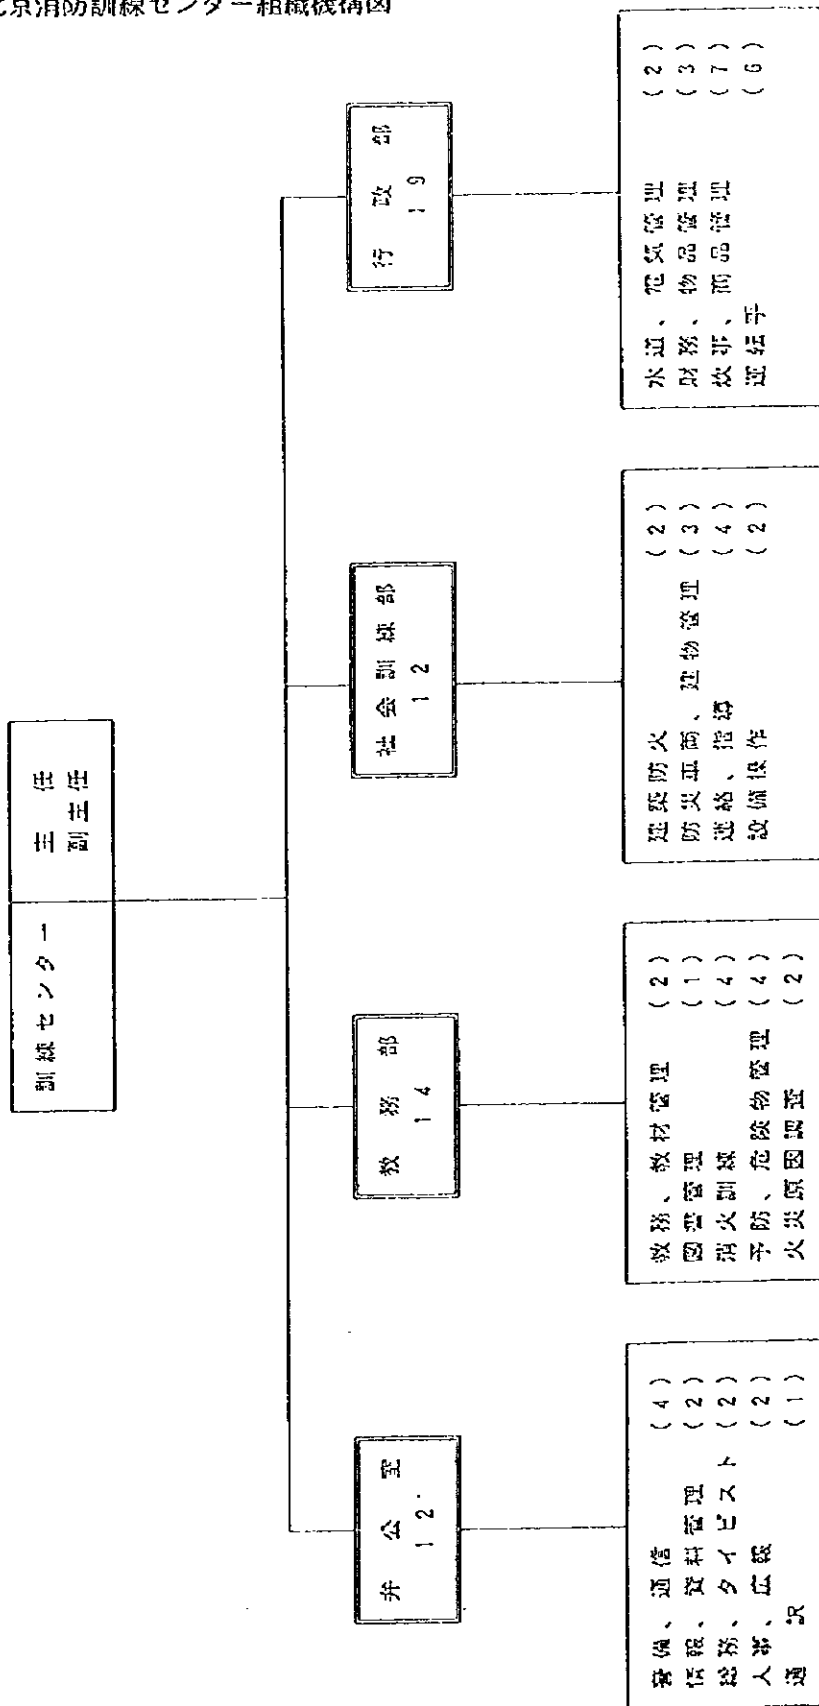 京消防訓練センター組織機構図
訓練センター 主任
副主任
弁公室
12
教務部
14
社会訓練部
12
行政部
19
警備、通信 (4)
情報、資料管理 (2)
総務、タイピスト (2)
人事、広報 (2)
通訳 (1)
教務、教材管理 (2)
図書管理 (1)
消火訓練 (4)
予防、危険物管理 (4)
火災原因調査 (2)
建築防火 (2)
防災車両、建物管理 (3)
連絡、指導 (4)
設備操作 (2)
水道、電気管理 (2)
財務、物品管理 (3)
炊事、商品管理 (7)
運転手 (6)